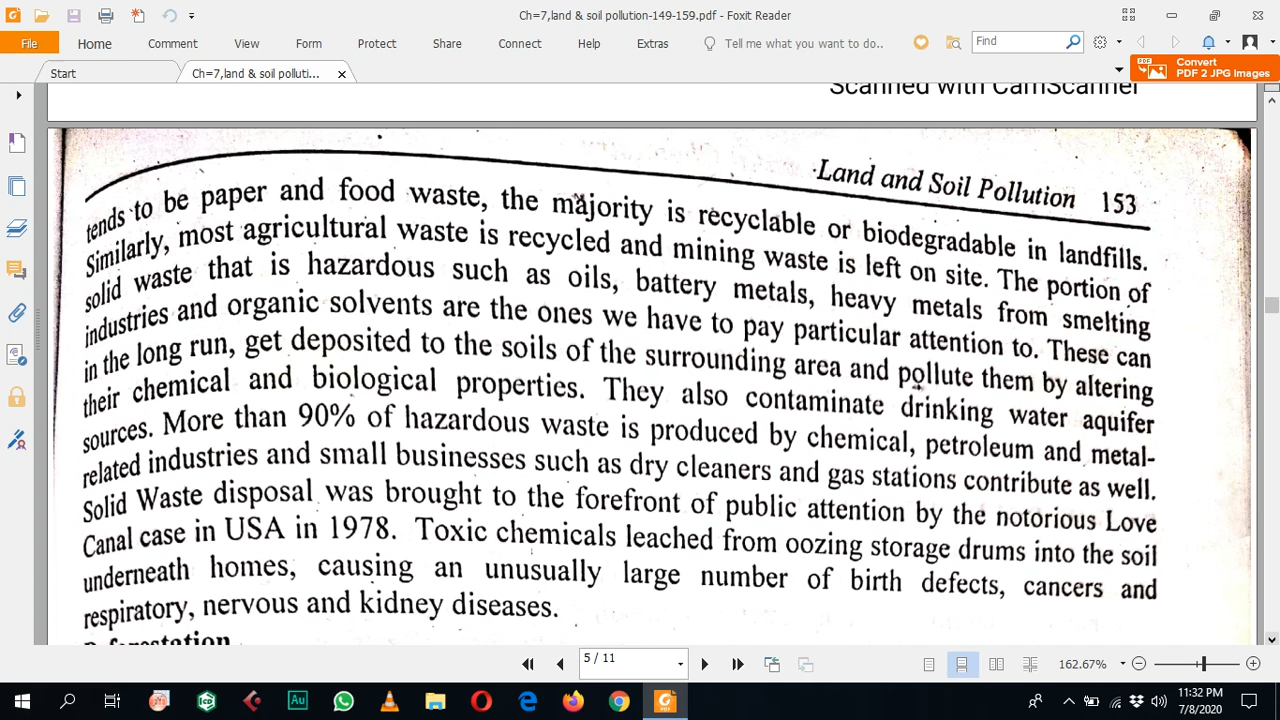 Ch=7,land & soil pollution-149-159.pdf - Foxit Reader
File Home Comment View Form Protect Share Connect Help Extras Tell me what you want to do.. Find
Start Ch=7,land & soil polluti... Convert PDF 2 JPG Images
Scanned with CamScanner
Land and Soil Pollution 153
tends to be paper and food waste, the majority is recyclable or biodegradable in landfills.
Similarly, most agricultural waste is recycled and mining waste is left on site. The portion of
solid waste that is hazardous such as oils, battery metals, heavy metals from smelting
industries and organic solvents are the ones we have to pay particular attention to. These can
in the long run, get deposited to the soils of the surrounding area and pollute them by altering
their chemical and biological properties. They also contaminate drinking water aquifer
sources. More than 90% of hazardous waste is produced by chemical, petroleum and metal-
related industries and small businesses such as dry cleaners and gas stations contribute as well.
Solid Waste disposal was brought to the forefront of public attention by the notorious Love
Canal case in USA in 1978. Toxic chemicals leached from oozing storage drums into the soil
underneath homes, causing an unusually large number of birth defects, cancers and
respiratory, nervous and kidney diseases.
5 / 11 162.67%
11:32 PM
7/8/2020